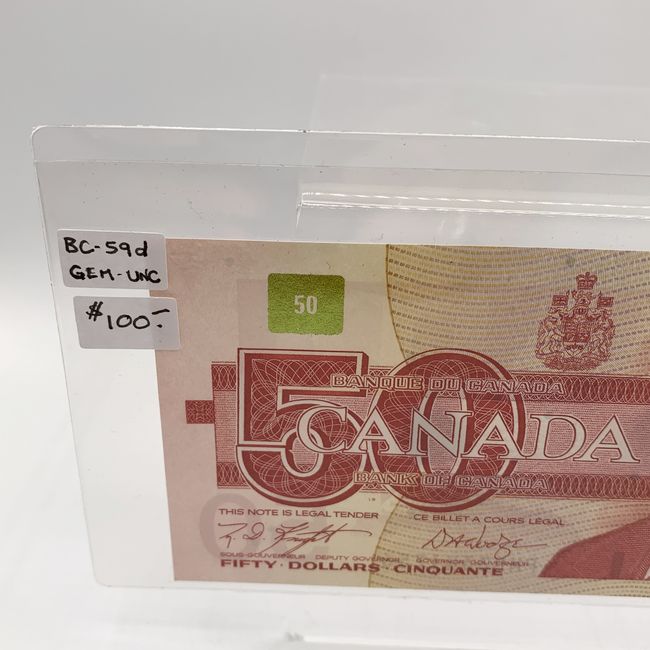 BC-59d
GEM-UNC
$100.-
50
50
BANQUE DU CANADA
CANADA
BANK OF CANADA
THIS NOTE IS LEGAL TENDER
CE BILLET A COURS LÉGAL
SOUS-GOUVERNEUR DEPUTY GOVERNOR
GOVERNOR GOUVERNEUR
FIFTY · DOLLARS · CINQUANTE